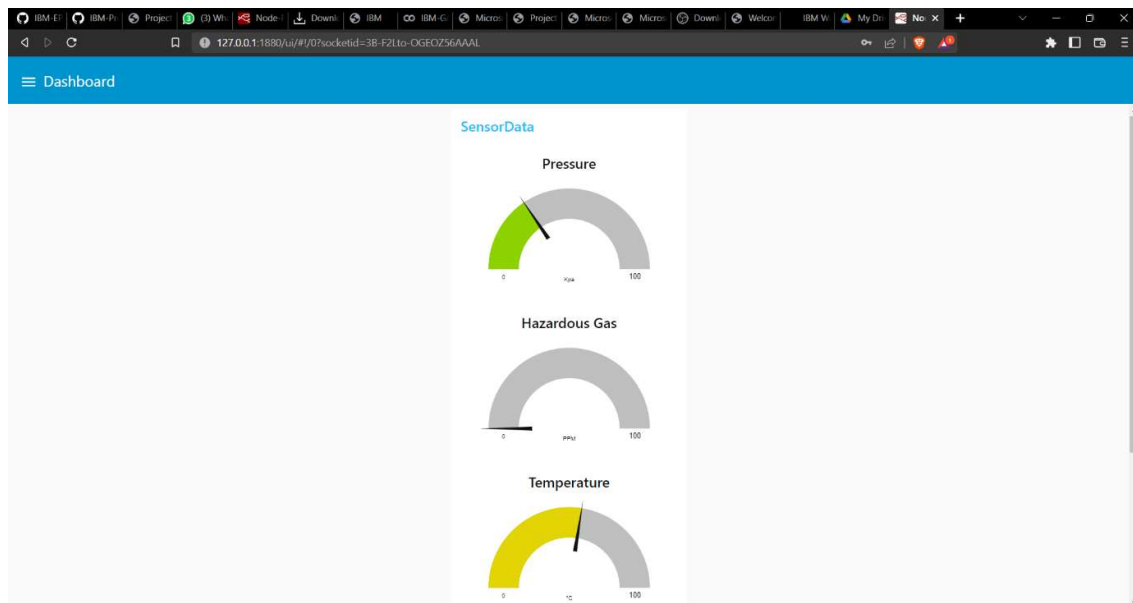 IBM-EP IBM-Pr Project (3) Wh Node- Downl IBM IBM-G Micros Project Micros Micros Downl Welcor IBM W My Dri No
127.0.0.1:1880/ui/#!/0?socketid=3B-F2Lto-OGEOZ56AAAL
Dashboard
SensorData
Pressure
0 Kpa 100
Hazardous Gas
0 PPM 100
Temperature
0 °C 100